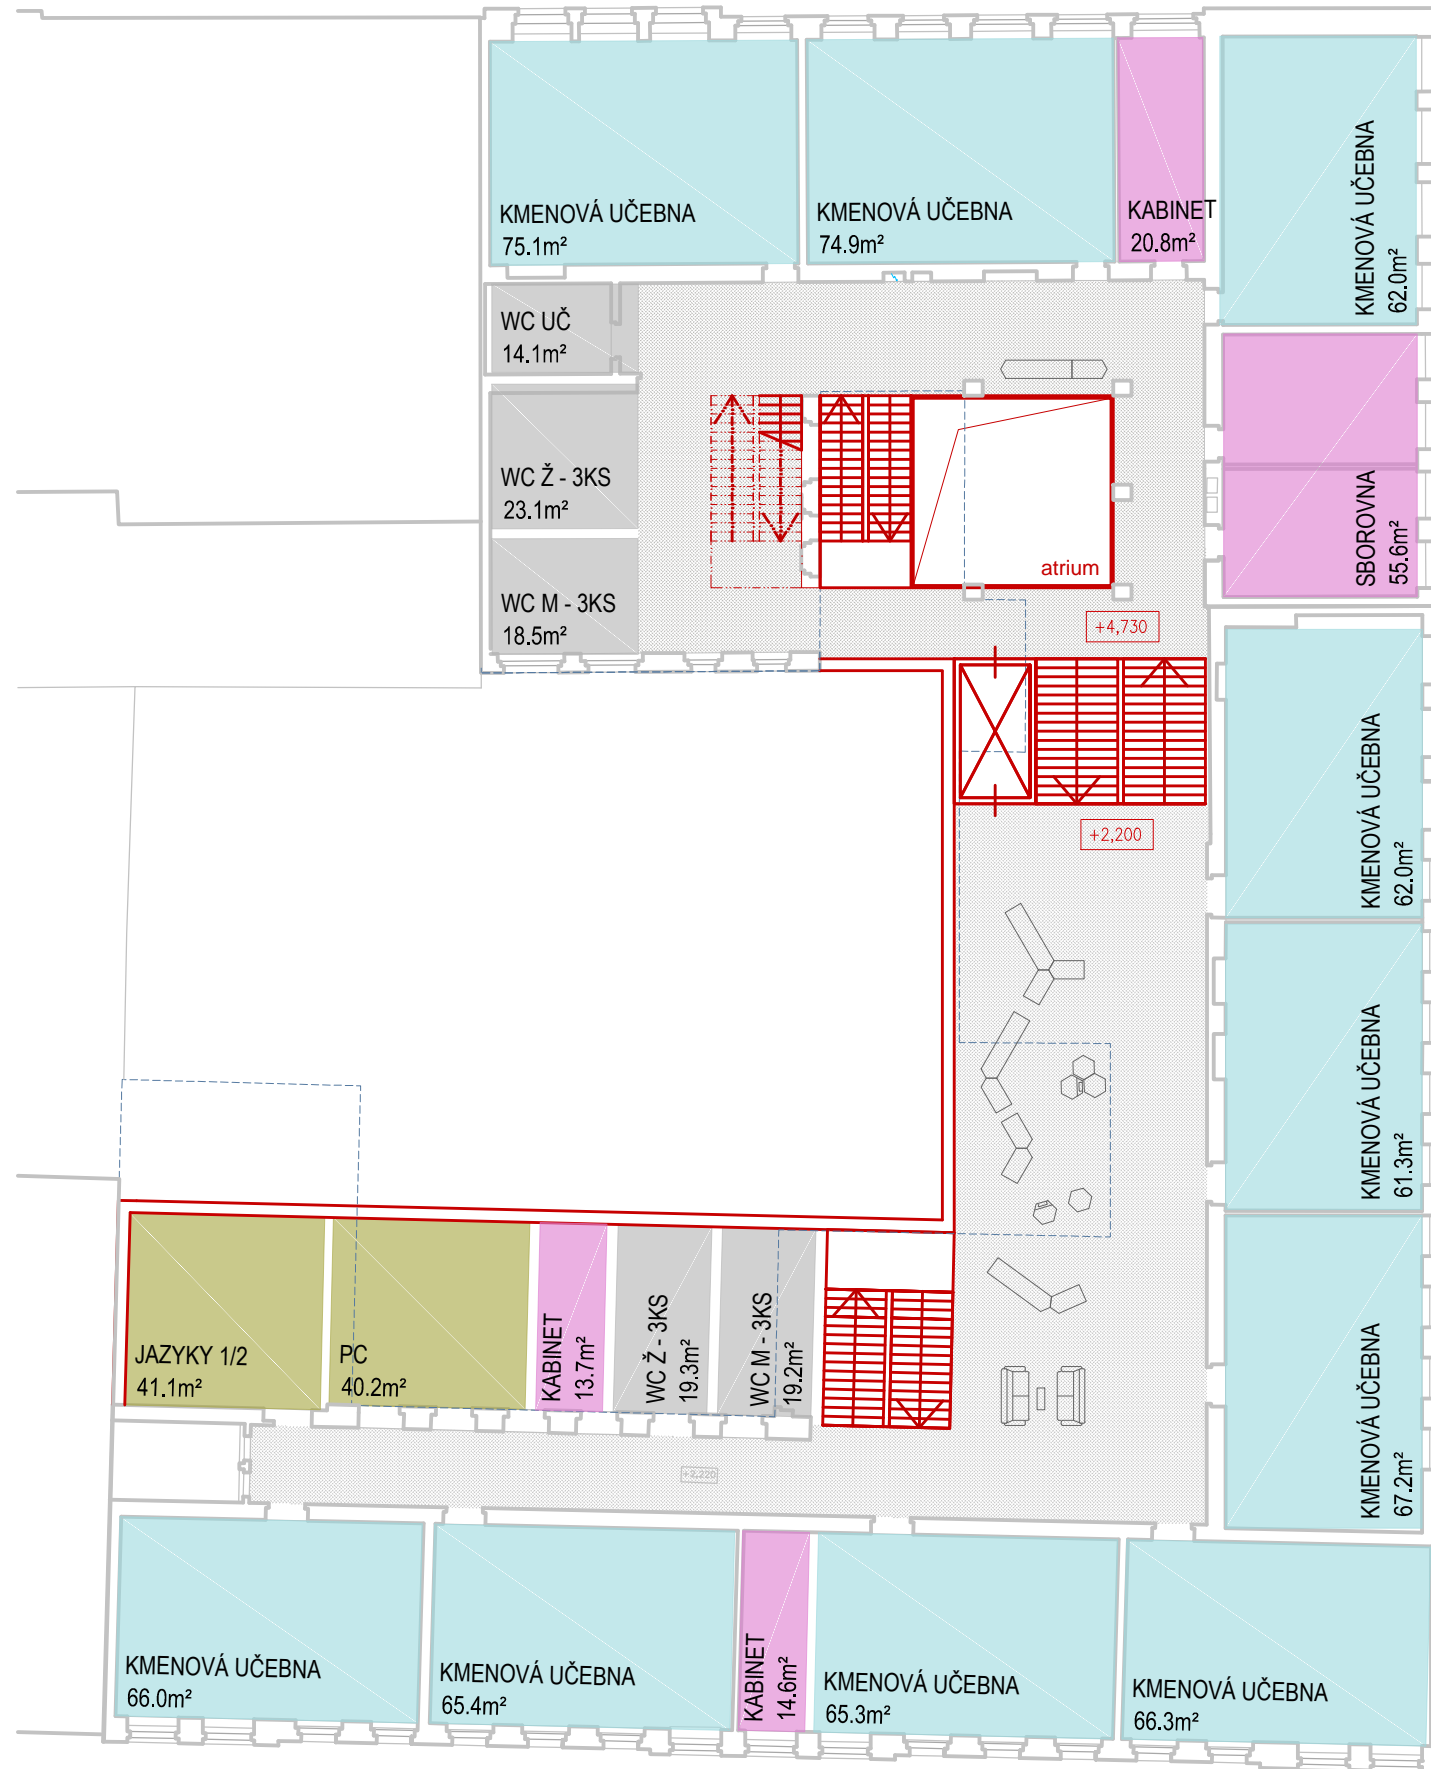 KMENOVÁ UČEBNA
75.1m²
KMENOVÁ UČEBNA
74.9m²
KABINET
20.8m²
KMENOVÁ UČEBNA
62.0m²
WC UČ
14.1m²
WC Ž - 3KS
23.1m²
WC M - 3KS
18.5m²
atrium
SBOROVNA
55.6m²
+4,730
+2,200
KMENOVÁ UČEBNA
62.0m²
KMENOVÁ UČEBNA
61.3m²
KMENOVÁ UČEBNA
67.2m²
JAZYKY 1/2
41.1m²
PC
40.2m²
KABINET
13.7m²
WC Ž - 3KS
19.3m²
WC M - 3KS
19.2m²
+2,220
KMENOVÁ UČEBNA
66.0m²
KMENOVÁ UČEBNA
65.4m²
KABINET
14.6m²
KMENOVÁ UČEBNA
65.3m²
KMENOVÁ UČEBNA
66.3m²